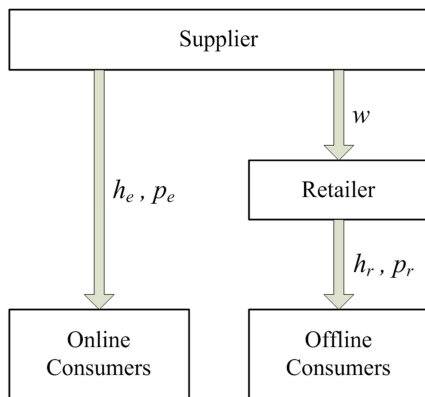 Supplier
w
Retailer
h_e , p_e
h_r , p_r
Online
Consumers
Offline
Consumers